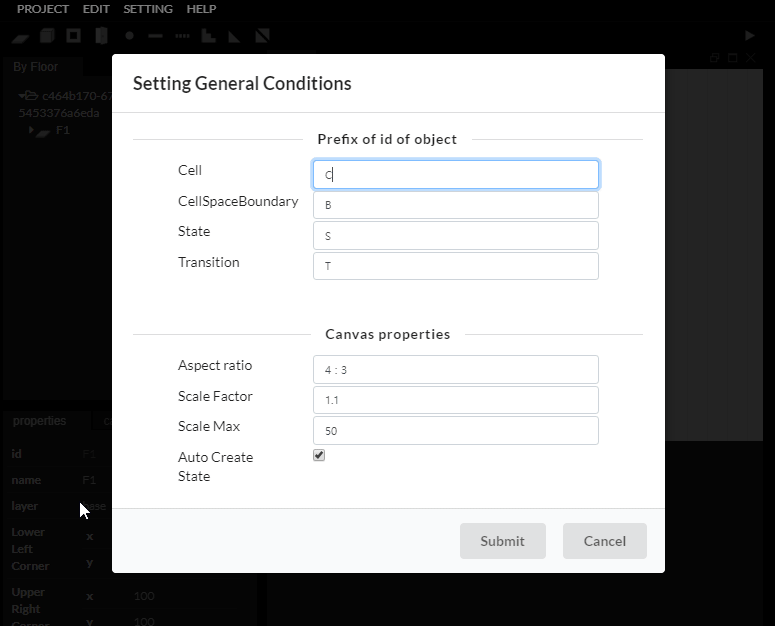 PROJECT EDIT SETTING HELP
By Floor
c464b170-67
5453376a6eda
F1
Setting General Conditions
Prefix of id of object
Cell C
CellSpaceBoundary B
State S
Transition T
Canvas properties
Aspect ratio 4 : 3
Scale Factor 1.1
Scale Max 50
Auto Create
State
Submit Cancel
properties
id F1
name F1
layer
Lower
Left
Corner
x
y
Upper
Right
Corner
x 100
y 100